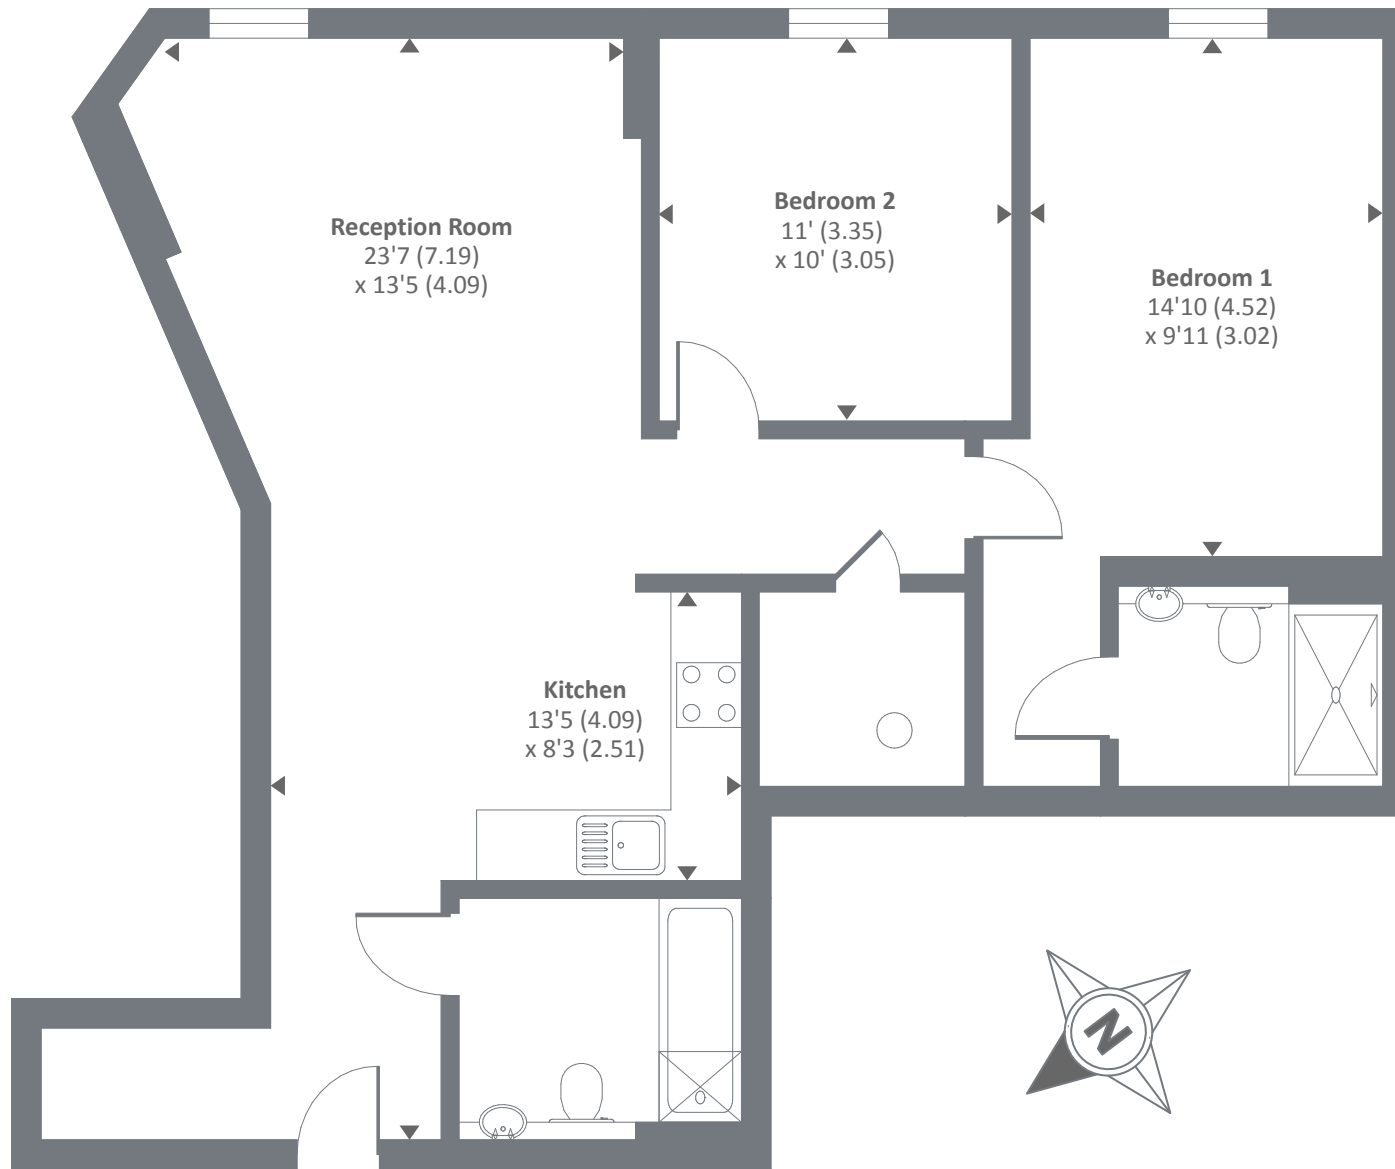 Reception Room
23'7 (7.19)
x 13'5 (4.09)
Bedroom 2
11' (3.35)
x 10' (3.05)
Bedroom 1
14'10 (4.52)
x 9'11 (3.02)
Kitchen
13'5 (4.09)
x 8'3 (2.51)
N